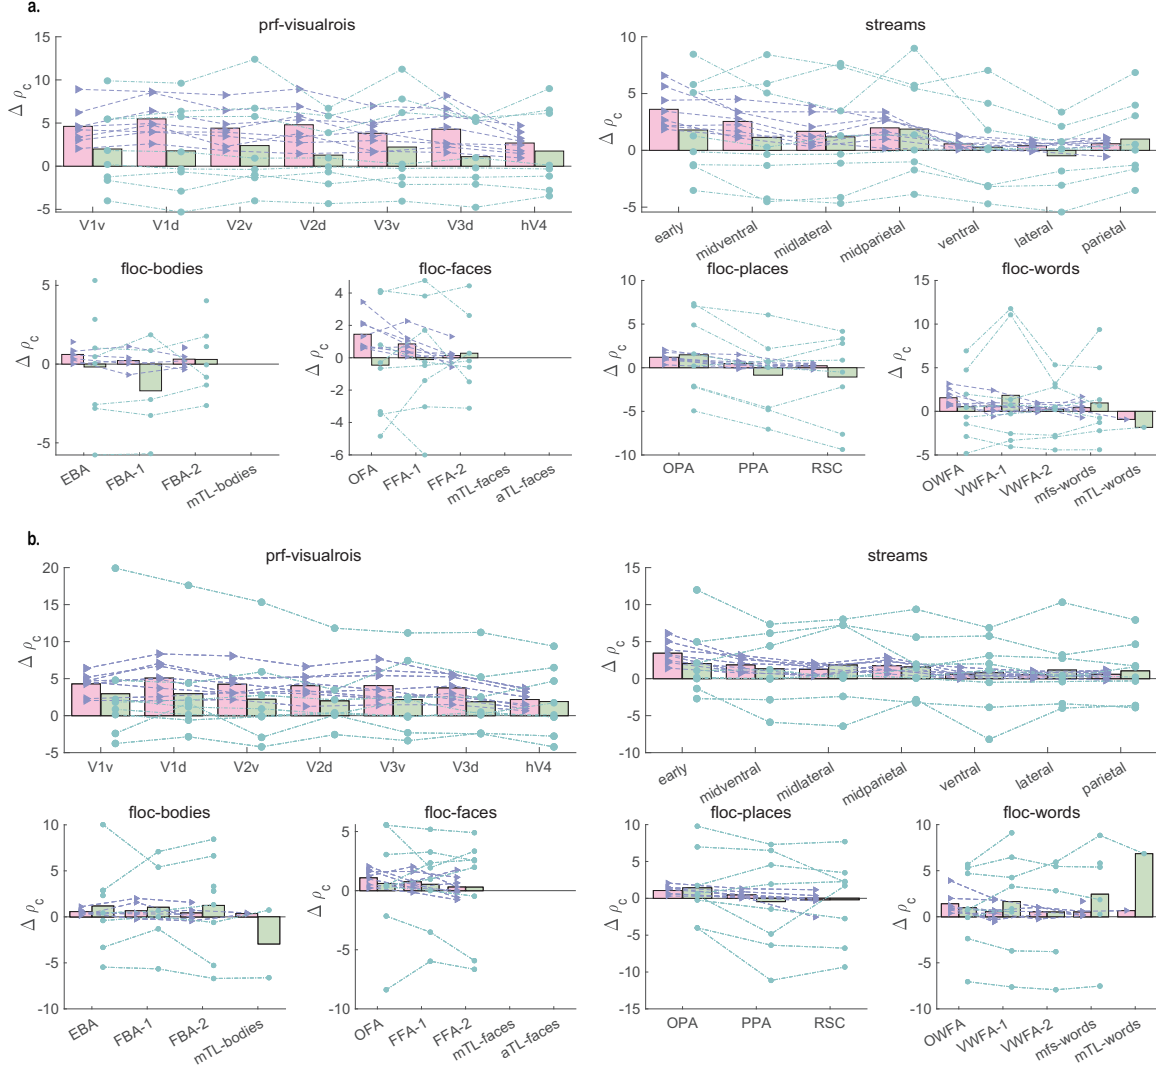 a.
prf-visualrois
Δ ρc
15
10
5
0
-5
V1v V1d V2v V2d V3v V3d hV4
streams
10
5
0
-5
early midventral midlateral midparietal ventral lateral parietal
floc-bodies
Δ ρc
5
0
-5
EBA FBA-1 FBA-2 mTL-bodies
floc-faces
Δ ρc
4
2
0
-2
-4
-6
OFA FFA-1 FFA-2 mTL-faces aTL-faces
floc-places
Δ ρc
10
5
0
-5
-10
OPA PPA RSC
floc-words
Δ ρc
15
10
5
0
-5
OWFA VWFA-1 VWFA-2 mfs-words mTL-words
b.
prf-visualrois
Δ ρc
20
15
10
5
0
-5
V1v V1d V2v V2d V3v V3d hV4
streams
Δ ρc
15
10
5
0
-5
-10
early midventral midlateral midparietal ventral lateral parietal
floc-bodies
Δ ρc
10
5
0
-5
-10
EBA FBA-1 FBA-2 mTL-bodies
floc-faces
Δ ρc
5
0
-5
-10
OFA FFA-1 FFA-2 mTL-faces aTL-faces
floc-places
Δ ρc
10
5
0
-5
-10
-15
OPA PPA RSC
floc-words
Δ ρc
10
5
0
-5
-10
OWFA VWFA-1 VWFA-2 mfs-words mTL-words